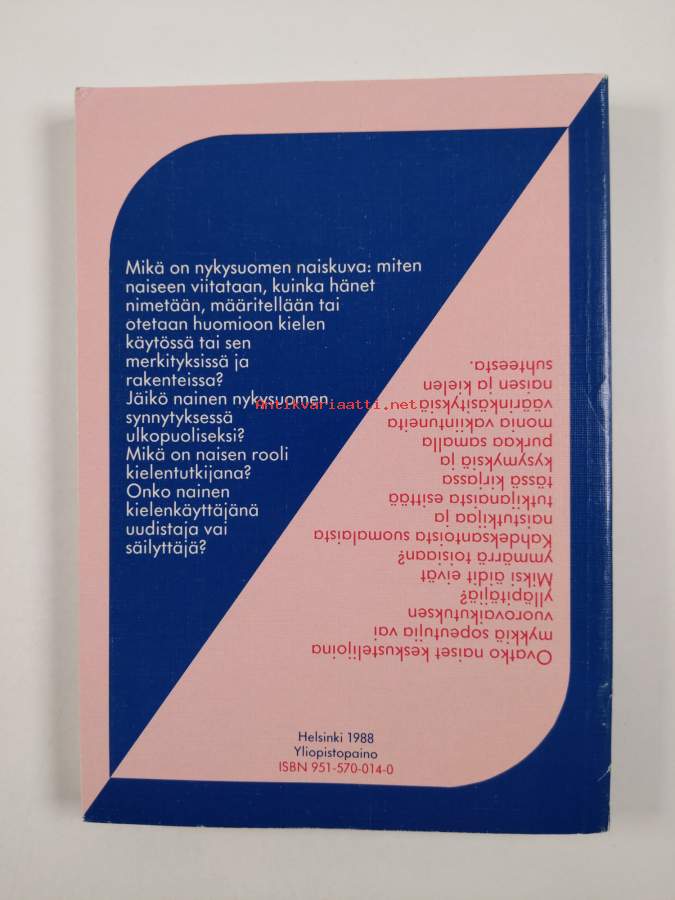 Mikä on nykysuomen naiskuva: miten
naiseen viitataan, kuinka hänet
nimetään, määritellään tai
otetaan huomioon kielen
käytössä tai sen
merkityksissä ja
rakenteissa?
Jäikö nainen nykysuomen
synnytyksessä
ulkopuoliseksi?
Mikä on naisen rooli
kielentutkijana?
Onko nainen
kielenkäyttäjänä
uudistaja vai
säilyttäjä?
Ovatko naiset keskustelijoina
mykkiä sopeutujia vai
vuorovaikutuksen
ylläpitäjiä?
Miksi äidit eivät
ymmärrä toisiaan?
Kahdeksantoista suomalaista
naistutkijaa ja
tutkijanaista esittää
tässä kirjassa
kysymyksiä ja
purkaa samalla
monia vakiintuneita
väärinkäsityksiä
naisen ja kielen
suhteesta.
Antikvariaatti.net
Helsinki 1988
Yliopistopaino
ISBN 951-570-014-0